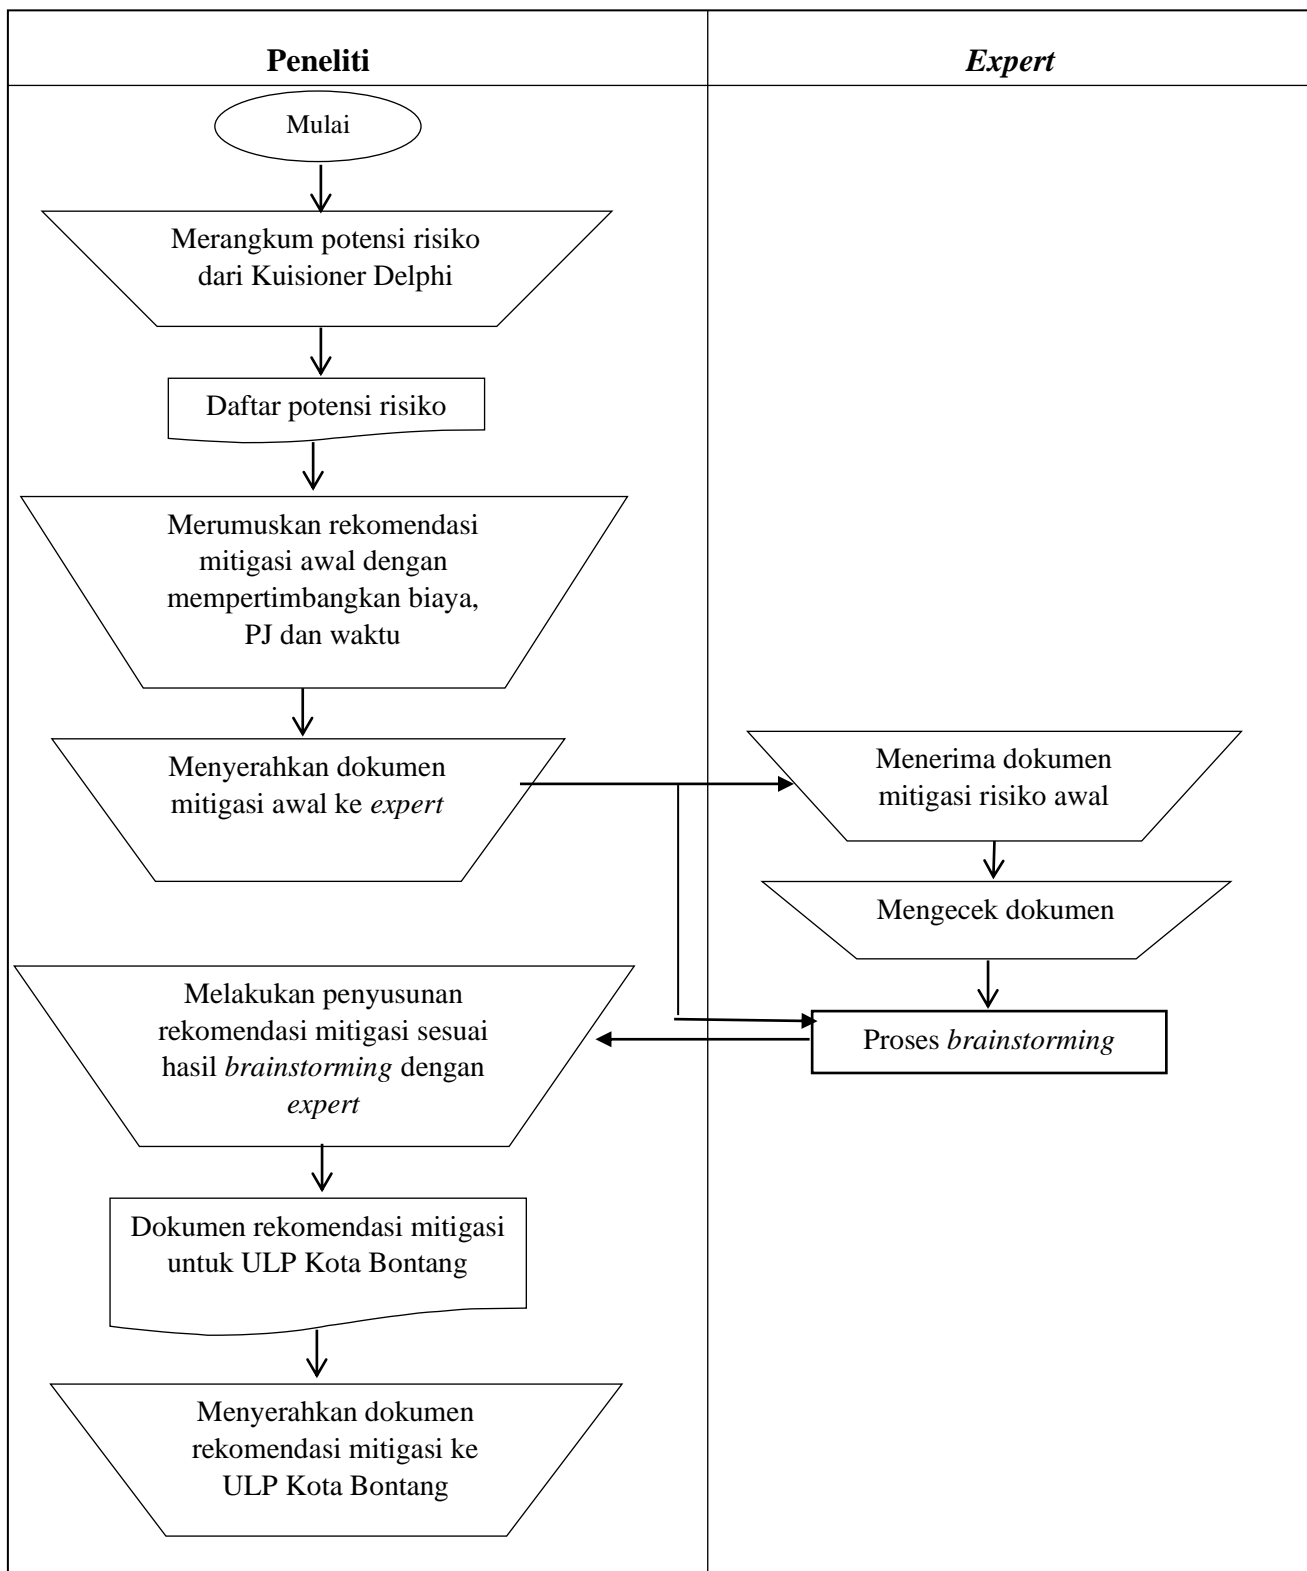 Peneliti
Expert
Mulai
Merangkum potensi risiko
dari Kuisioner Delphi
Daftar potensi risiko
Merumuskan rekomendasi
mitigasi awal dengan
mempertimbangkan biaya,
PJ dan waktu
Menyerahkan dokumen
mitigasi awal ke expert
Menerima dokumen
mitigasi risiko awal
Mengecek dokumen
Proses brainstorming
Melakukan penyusunan
rekomendasi mitigasi sesuai
hasil brainstorming dengan
expert
Dokumen rekomendasi mitigasi
untuk ULP Kota Bontang
Menyerahkan dokumen
rekomendasi mitigasi ke
ULP Kota Bontang